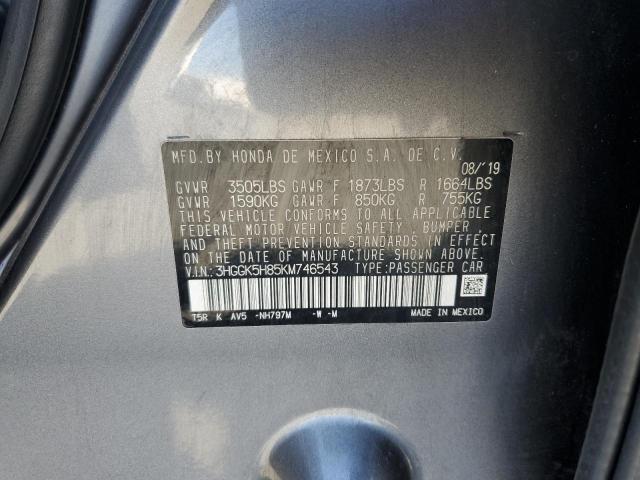 MFD.BY HONDA DE MEXICO S.A. DE C.V.
08/'19
GVWR 3505LBS GAWR F 1873LBS R 1664LBS
GVWR 1590KG GAWR F 850KG R 755KG
THIS VEHICLE CONFORMS TO ALL APPLICABLE
FEDERAL MOTOR VEHICLE SAFETY, BUMPER,
AND THEFT PREVENTION STANDARDS IN EFFECT
ON THE DATE OF MANUFACTURE SHOWN ABOVE.
V.I.N: 3HGGK5H85KM746543 TYPE:PASSENGER CAR
T5R K AV5 -NH797M -W -M MADE IN MEXICO